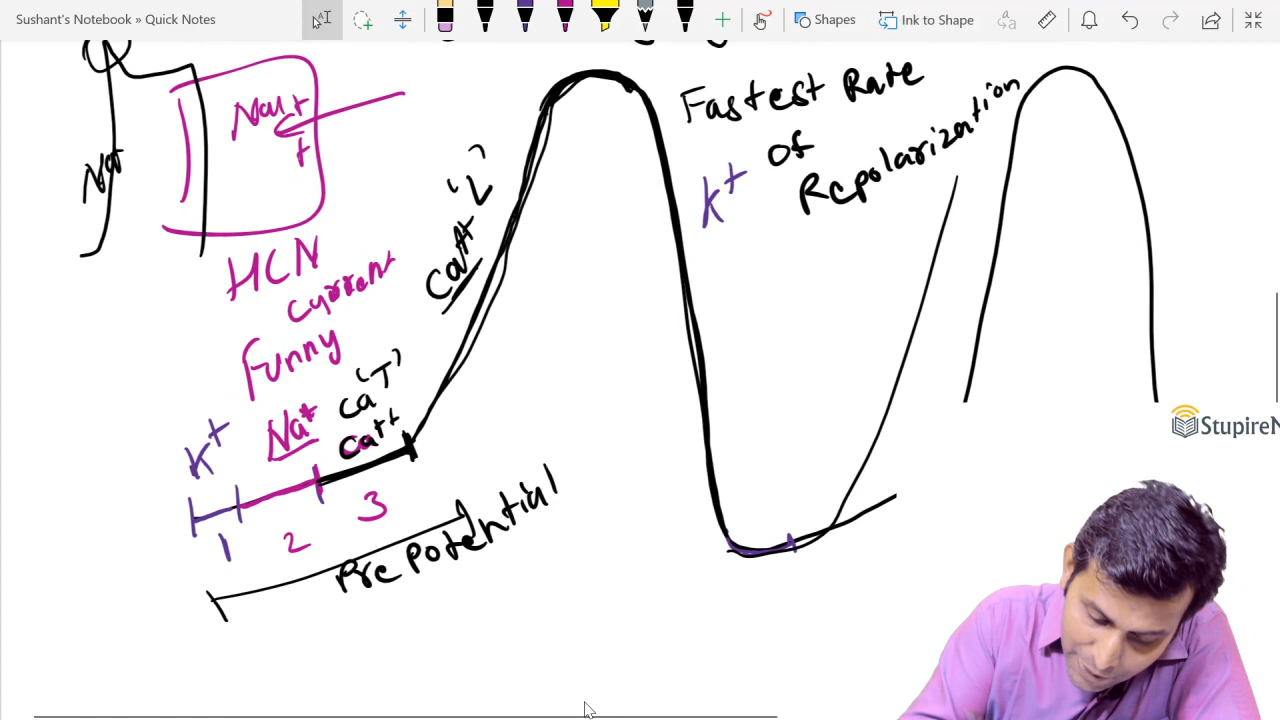 Sushant's Notebook » Quick Notes
Shapes
Ink to Shape
Fastest Rate
of
Repolarization
K+
Na+
HCN
current
Funny
Ca++ 'L'
Ca 'T'
Ca++
Na+
K+
1
2
3
Pre Potential
StupireN